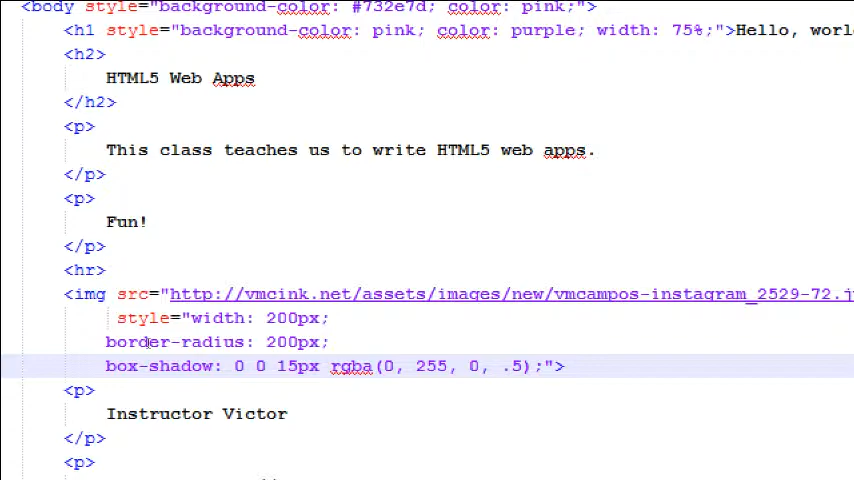 <body style="background-color: #732e7d; color: pink;">
<h1 style="background-color: pink; color: purple; width: 75%;">Hello,
<h2>
HTML5 Web Apps
</h2>
<p>
This class teaches us to write HTML5 web apps.
</p>
<p>
Fun!
</p>
<hr>
<img src="http://vmcink.net/assets/images/new/vmcampos-instagram_2529-72.j
style="width: 200px;
border-radius: 200px;
box-shadow: 0 0 15px rgba(0, 255, 0, .5);">
<p>
Instructor Victor
</p>
<p>